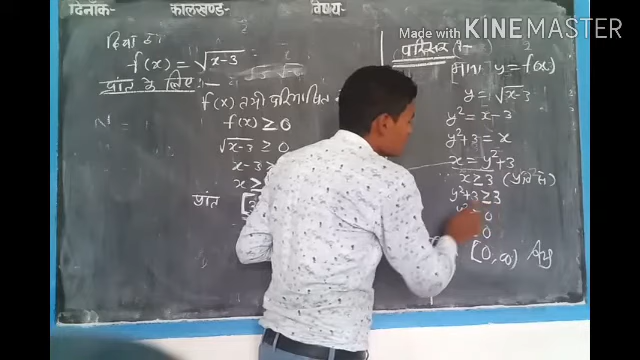 दिनाँक- कालखण्ड- विषय-
Made with KINEMASTER
दिया है
f(x) = √x-3
प्रांत के लिए:-
f(x) तभी परिभाषित
f(x) ≥ 0
√x-3 ≥ 0
x-3 ≥
x ≥
प्रांत [3
परिसर :-
माना y = f(x)
y = √x-3
y² = x-3
y²+3 = x
x = y²+3
∵ x ≥ 3
y²+3 ≥ 3
0
0
[0, ∞) Ans